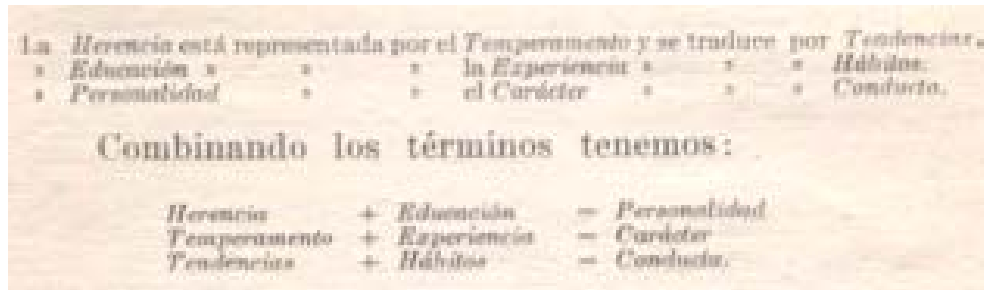 La Herencia está representada por el Temperamento y se traduce por Tendencias.
» Educación » » » la Experiencia » » » Hábitos.
» Personalidad » » el Carácter » » » Conducta.
Combinando los términos tenemos:
Herencia + Educación = Personalidad
Temperamento + Experiencia = Carácter
Tendencias + Hábitos = Conducta.